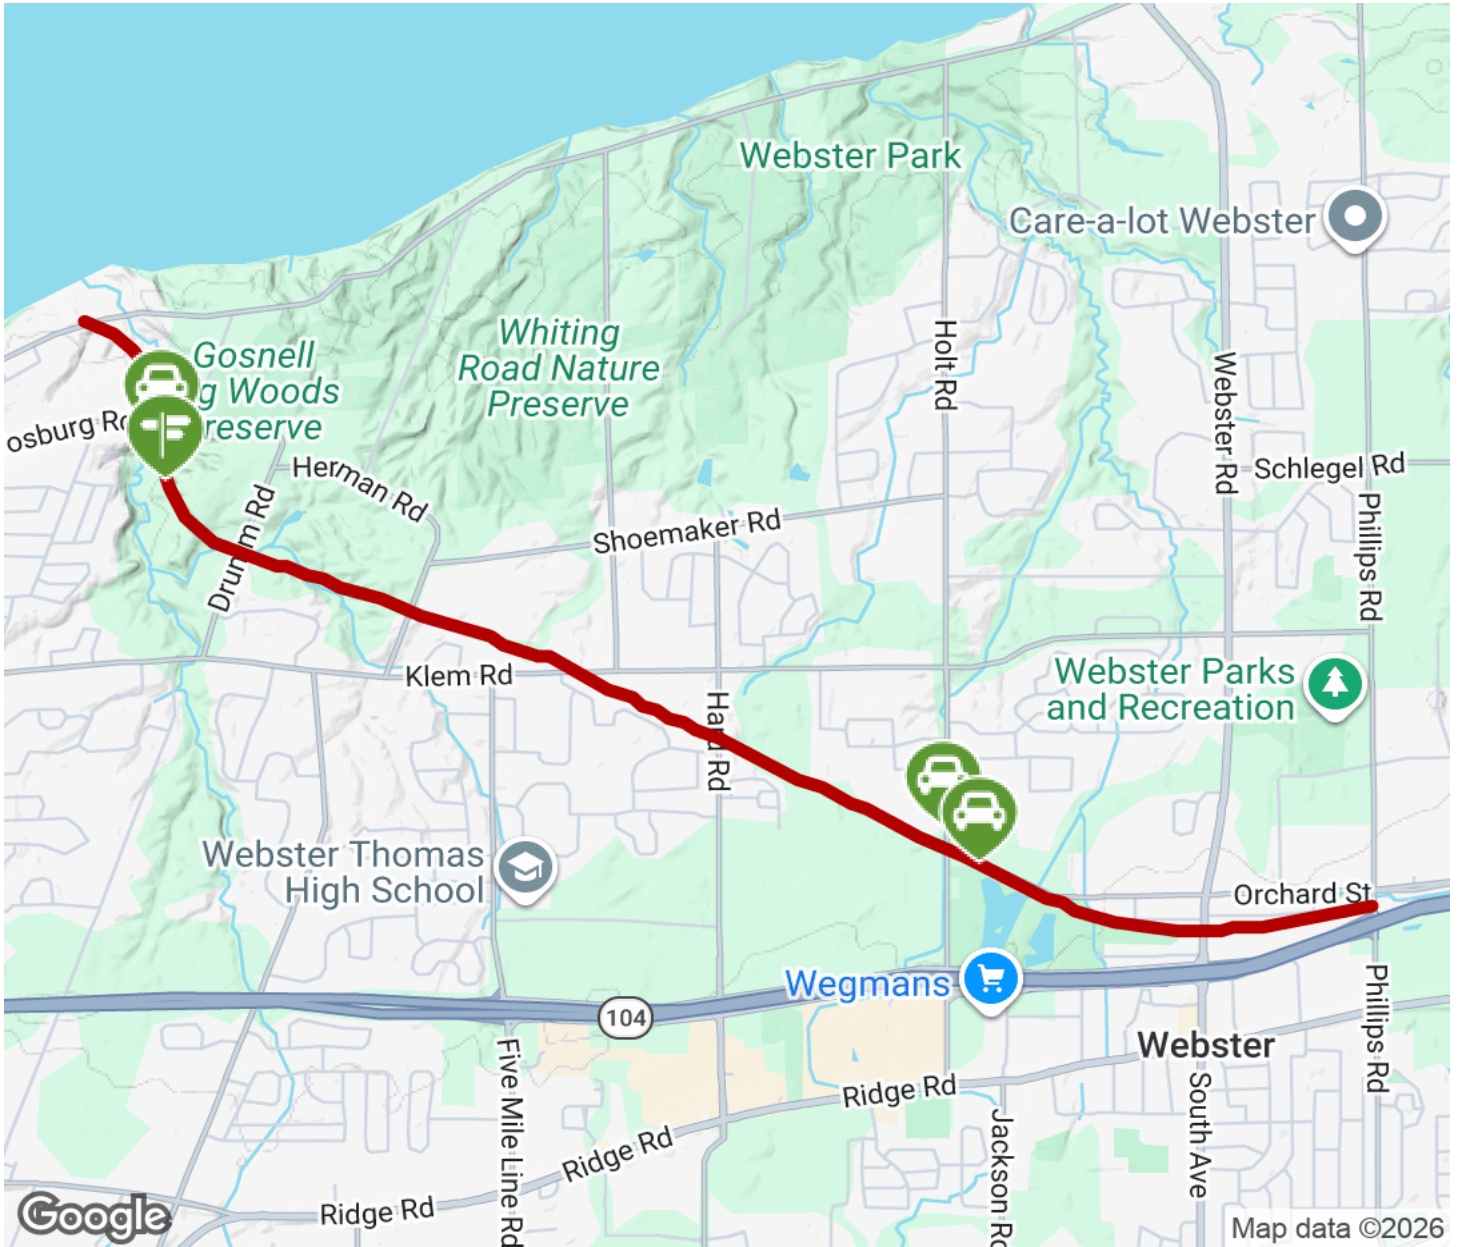 Webster Park
Care-a-lot Webster
Whiting
Road Nature
Preserve
Gosnell
Woods
Holt Rd
Webster Rd
Herman Rd
Schlegel Rd
Shoemaker Rd
Drumm Rd
Phillips Rd
Klem Rd
Webster Parks
and Recreation
Hard Rd
Webster Thomas
High School
Orchard St
Wegmans
104
Phillips Rd
Webster
Five Mile Line Rd
Ridge Rd
South Ave
Jackson Rd
Ridge Rd
Ridge Rd
Google
Map data ©2026